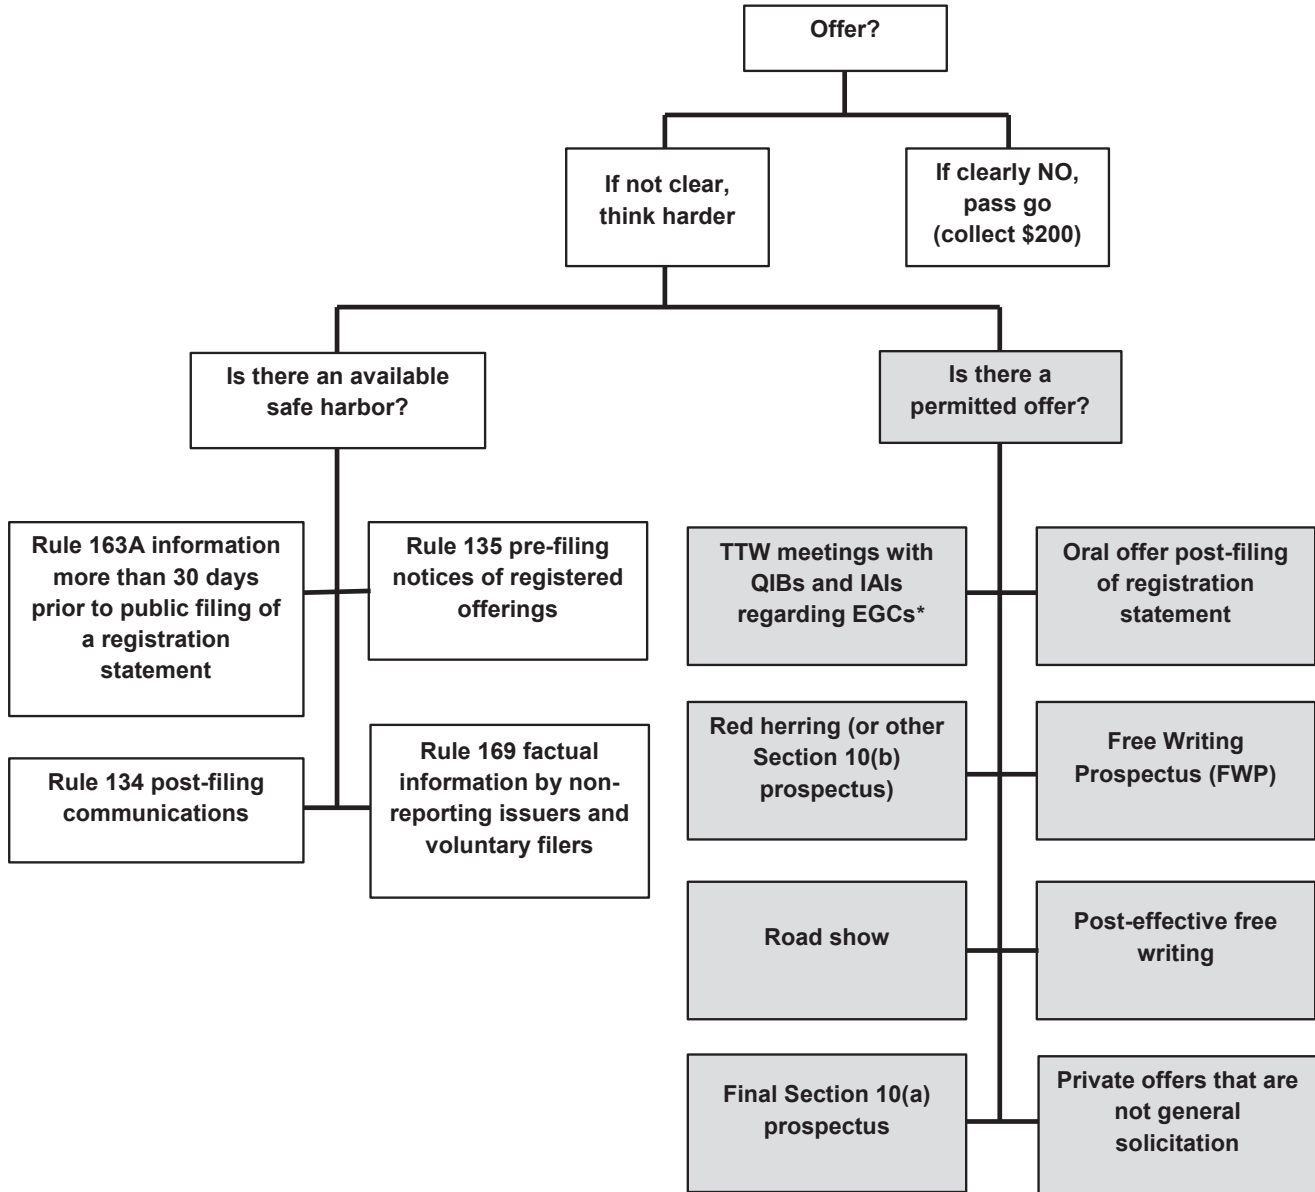 Offer?
If not clear,
think harder
If clearly NO,
pass go
(collect $200)
Is there an available
safe harbor?
Is there a
permitted offer?
Rule 163A information
more than 30 days
prior to public filing of
a registration
statement
Rule 135 pre-filing
notices of registered
offerings
TTW meetings with
QIBs and IAIs
regarding EGCs*
Oral offer post-filing
of registration
statement
Rule 134 post-filing
communications
Rule 169 factual
information by non-
reporting issuers and
voluntary filers
Red herring (or other
Section 10(b)
prospectus)
Free Writing
Prospectus (FWP)
Road show
Post-effective free
writing
Final Section 10(a)
prospectus
Private offers that are
not general
solicitation